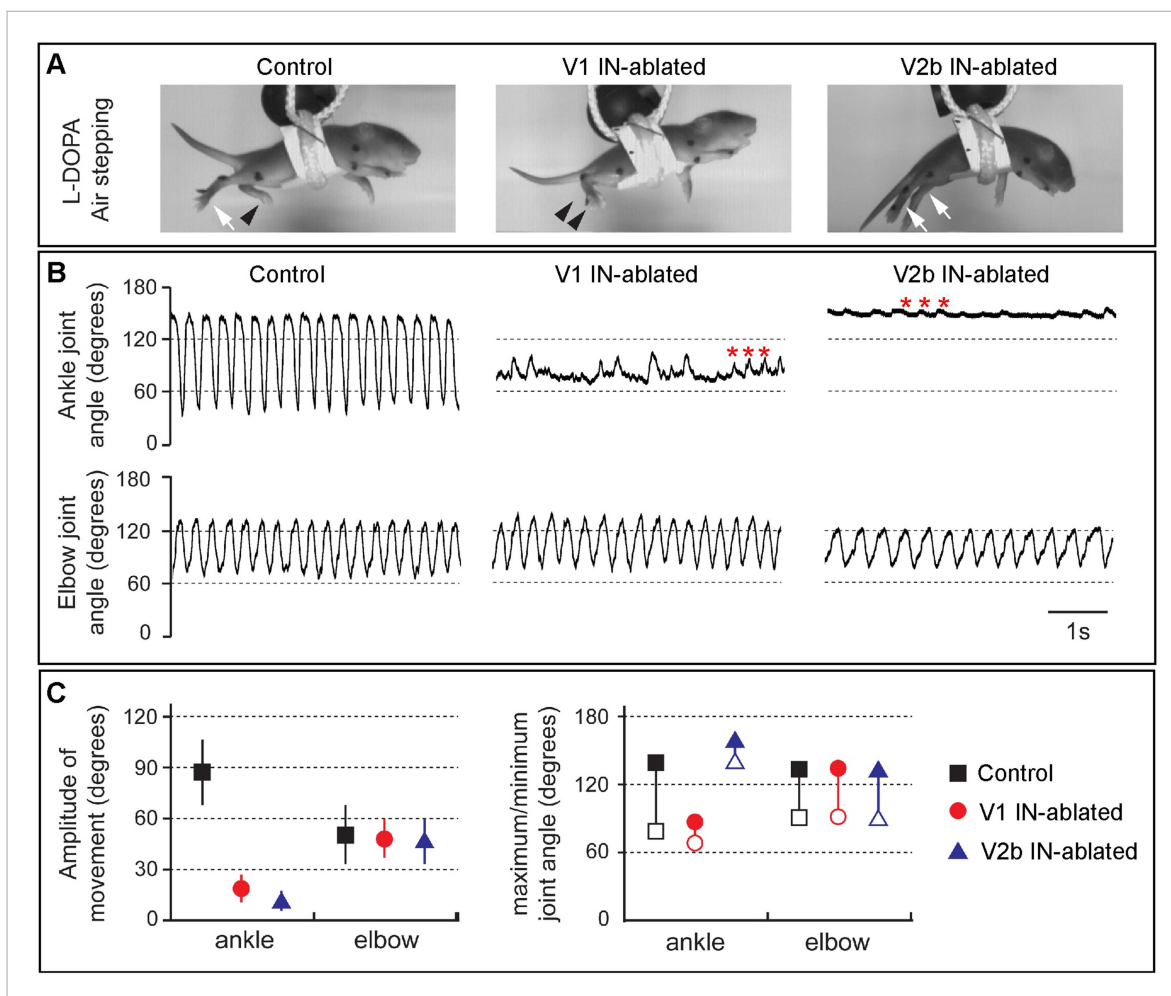 A
Control
V1 IN-ablated
V2b IN-ablated
L-DOPA
Air stepping
B
Control
V1 IN-ablated
V2b IN-ablated
Ankle joint
angle (degrees)
180
120
60
0
* * *
* * *
Elbow joint
angle (degrees)
180
120
60
0
1s
C
Amplitude of
movement (degrees)
120
90
60
30
0
ankle
elbow
maximum/minimum
joint angle (degrees)
180
120
60
0
ankle
elbow
Control
V1 IN-ablated
V2b IN-ablated